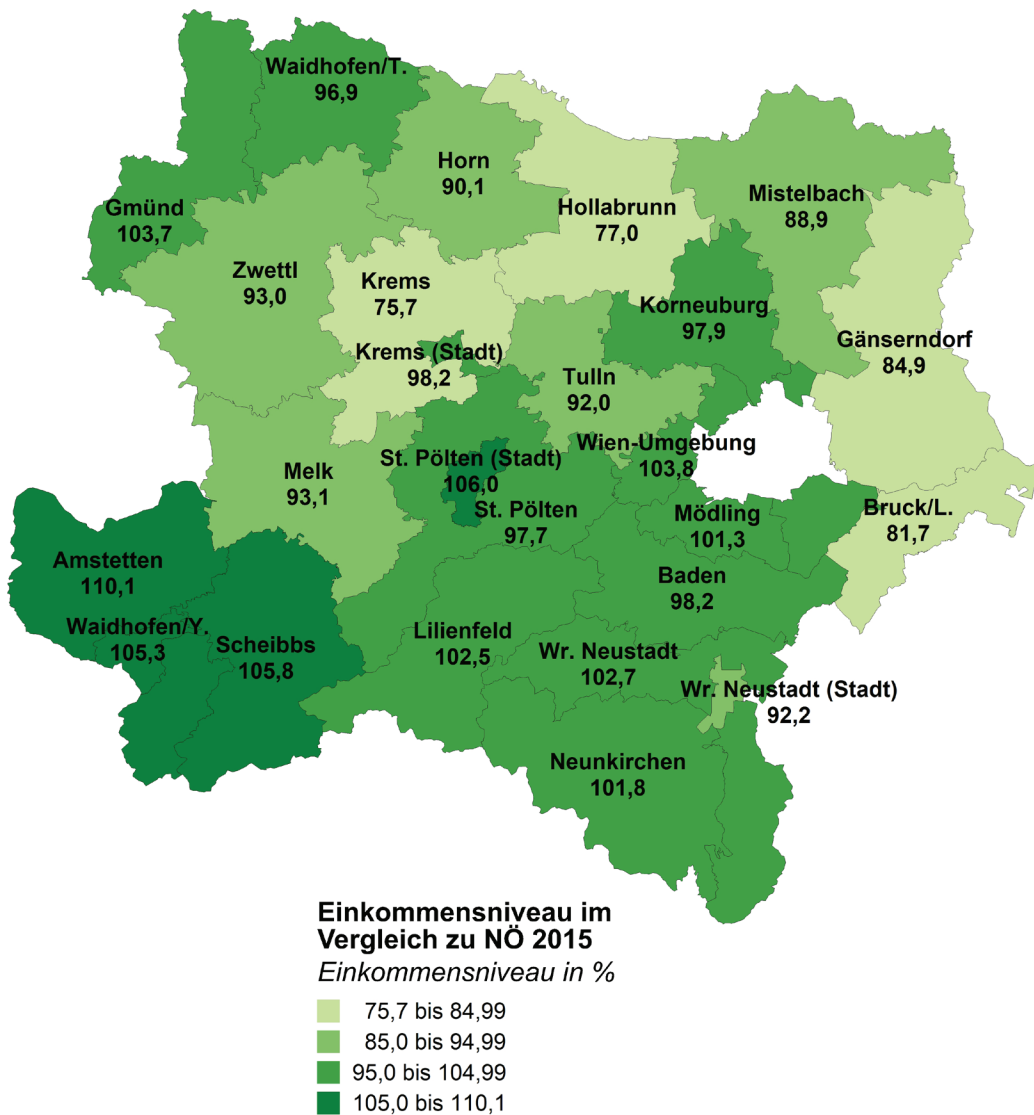 Waidhofen/T.
96,9
Horn
90,1
Gmünd
103,7
Hollabrunn
77,0
Mistelbach
88,9
Zwettl
93,0
Krems
75,7
Korneuburg
97,9
Krems (Stadt)
98,2
Gänserndorf
84,9
Tulln
92,0
Wien-Umgebung
103,8
St. Pölten (Stadt)
106,0
Melk
93,1
St. Pölten
97,7
Mödling
101,3
Bruck/L.
81,7
Amstetten
110,1
Baden
98,2
Waidhofen/Y.
105,3
Scheibbs
105,8
Lilienfeld
102,5
Wr. Neustadt
102,7
Wr. Neustadt (Stadt)
92,2
Neunkirchen
101,8
Einkommensniveau im
Vergleich zu NÖ 2015
Einkommensniveau in %
75,7 bis 84,99
85,0 bis 94,99
95,0 bis 104,99
105,0 bis 110,1